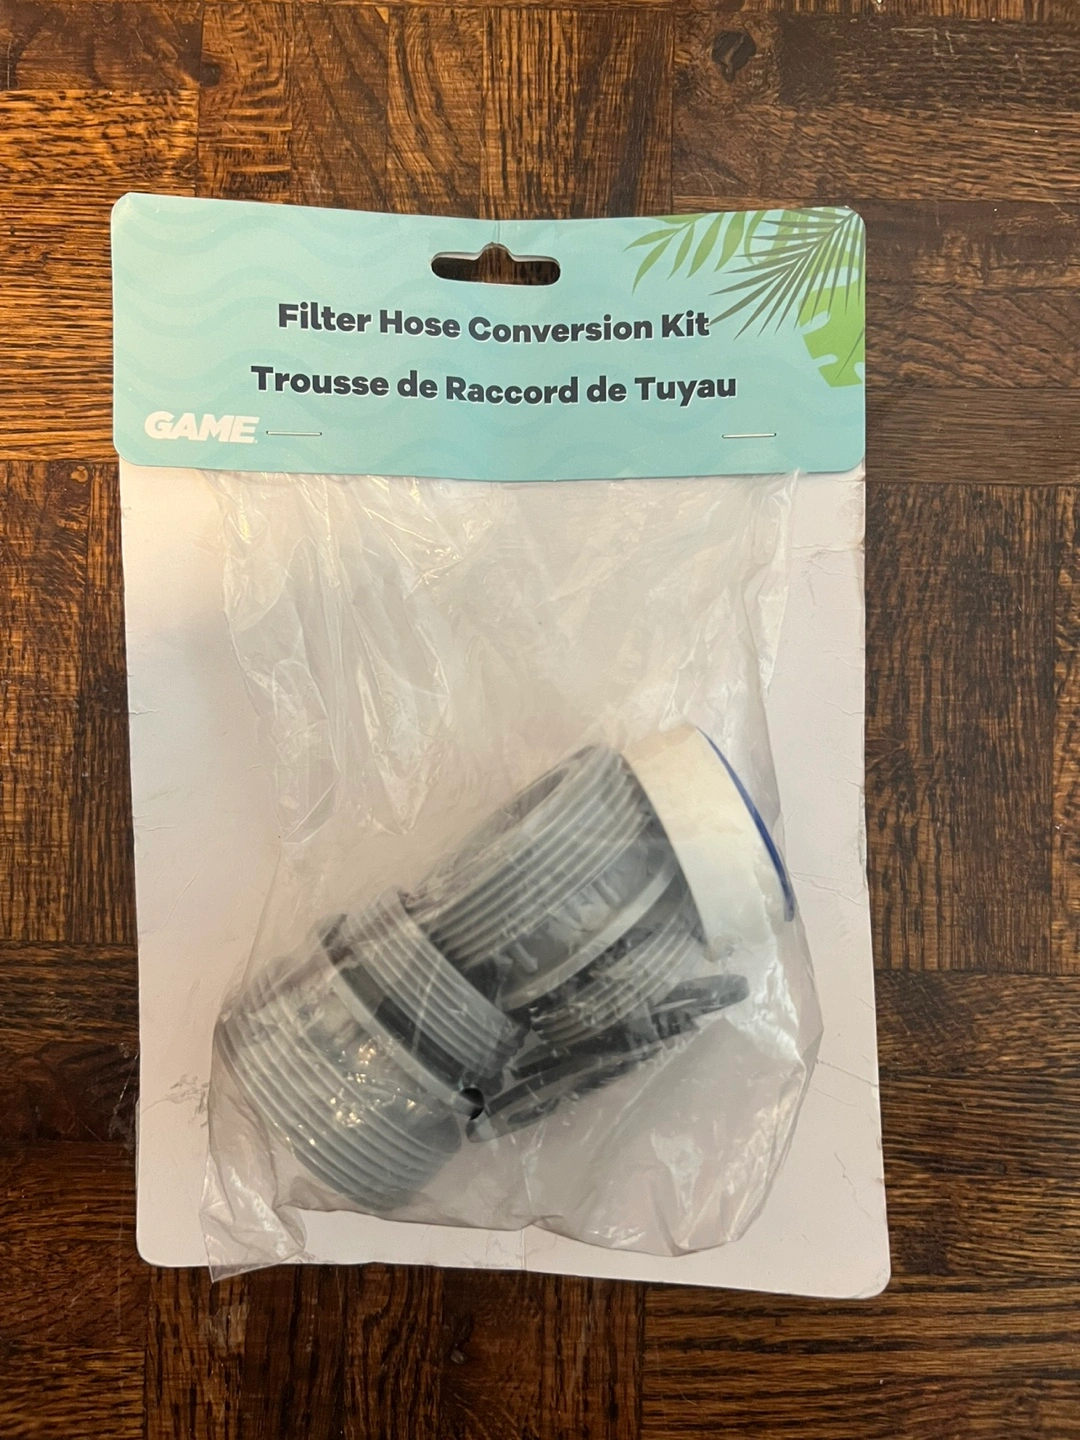 Filter Hose Conversion Kit
Trousse de Raccord de Tuyau
GAME